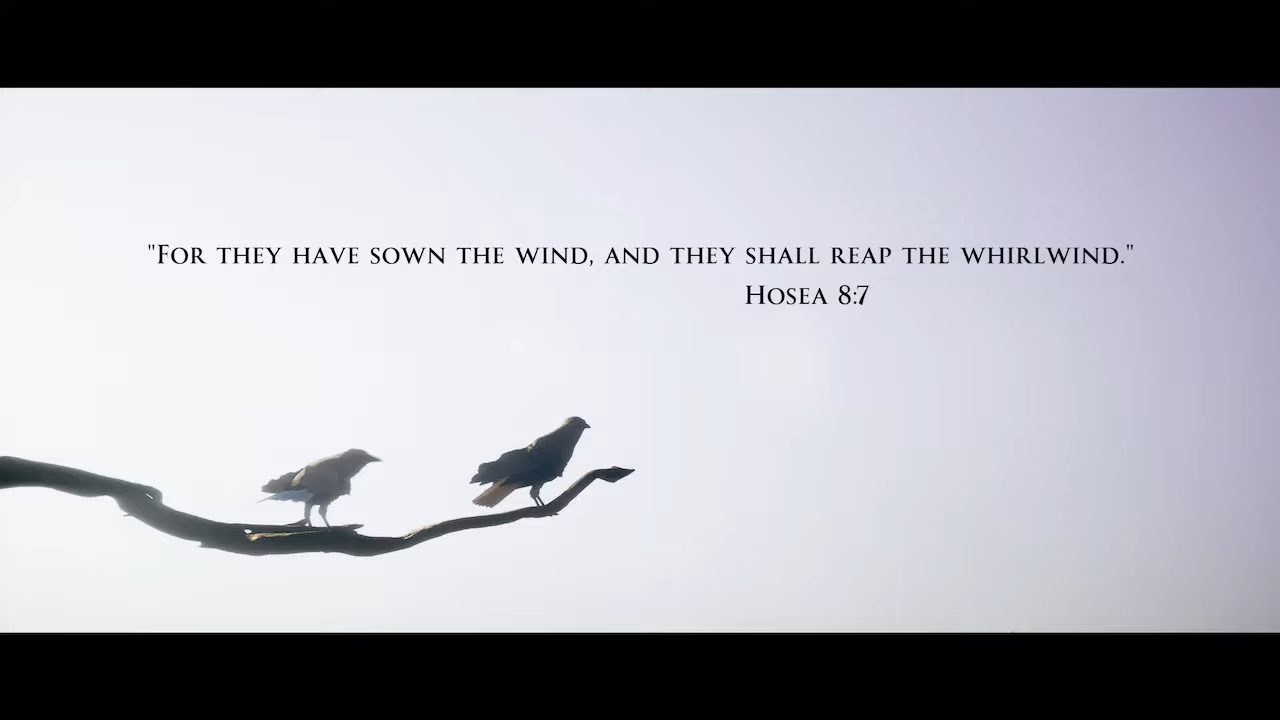 "For they have sown the wind, and they shall reap the whirlwind."
Hosea 8:7